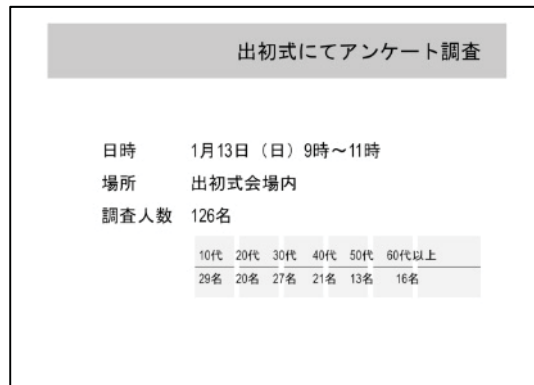 出初式にてアンケート調査
日時 1月13日（日）9時～11時
場所 出初式会場内
調査人数 126名
10代 20代 30代 40代 50代 60代以上
29名 20名 27名 21名 13名 16名